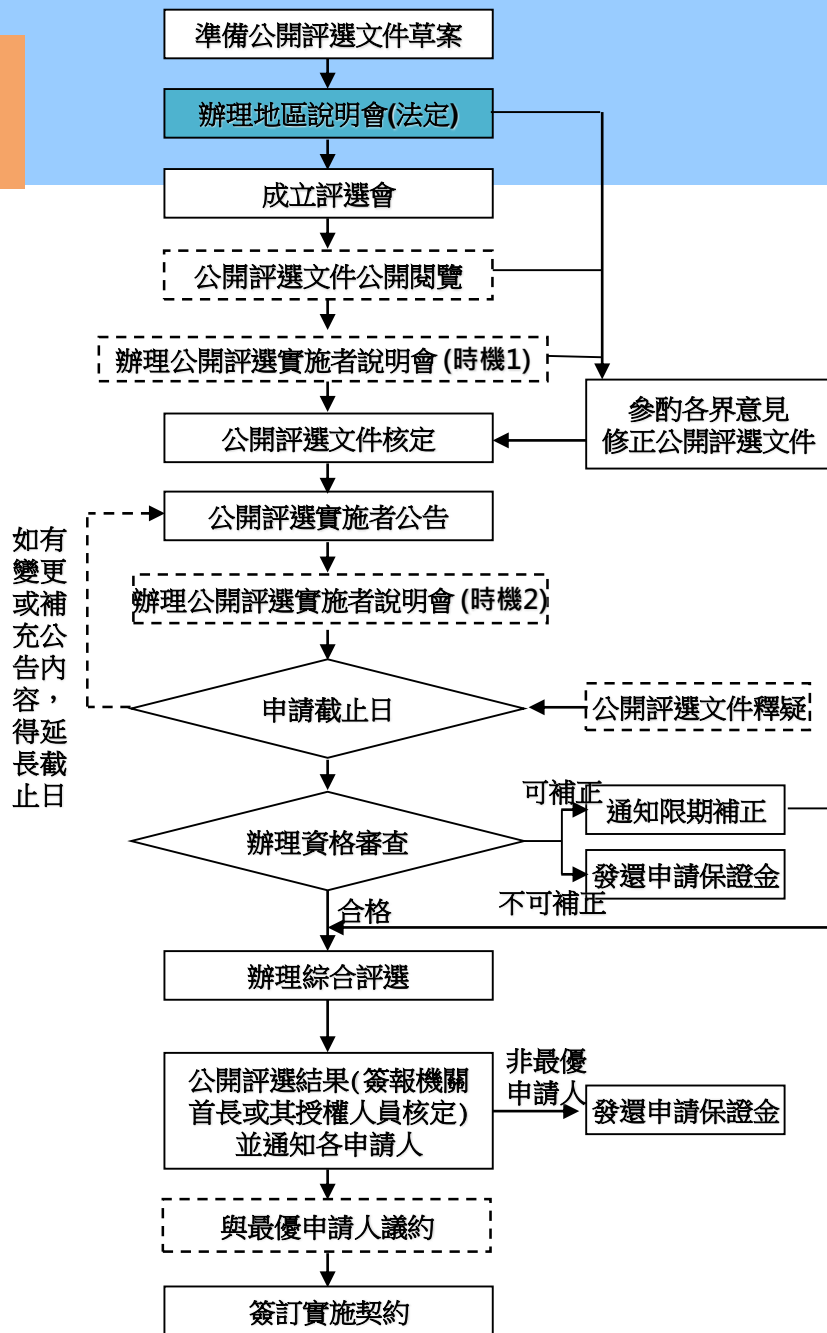 準備公開評選文件草案
辦理地區說明會(法定)
成立評選會
公開評選文件公開閱覽
辦理公開評選實施者說明會(時機1)
參酌各界意見
修正公開評選文件
公開評選文件核定
公開評選實施者公告
如有
變更
或補
充公
告內
容，
得延
長截
止日
辦理公開評選實施者說明會(時機2)
申請截止日
公開評選文件釋疑
可補正
通知限期補正
辦理資格審查
發還申請保證金
不可補正
合格
辦理綜合評選
公開評選結果(簽報機關
首長或其授權人員核定)
並通知各申請人
非最優
申請人
發還申請保證金
與最優申請人議約
簽訂實施契約